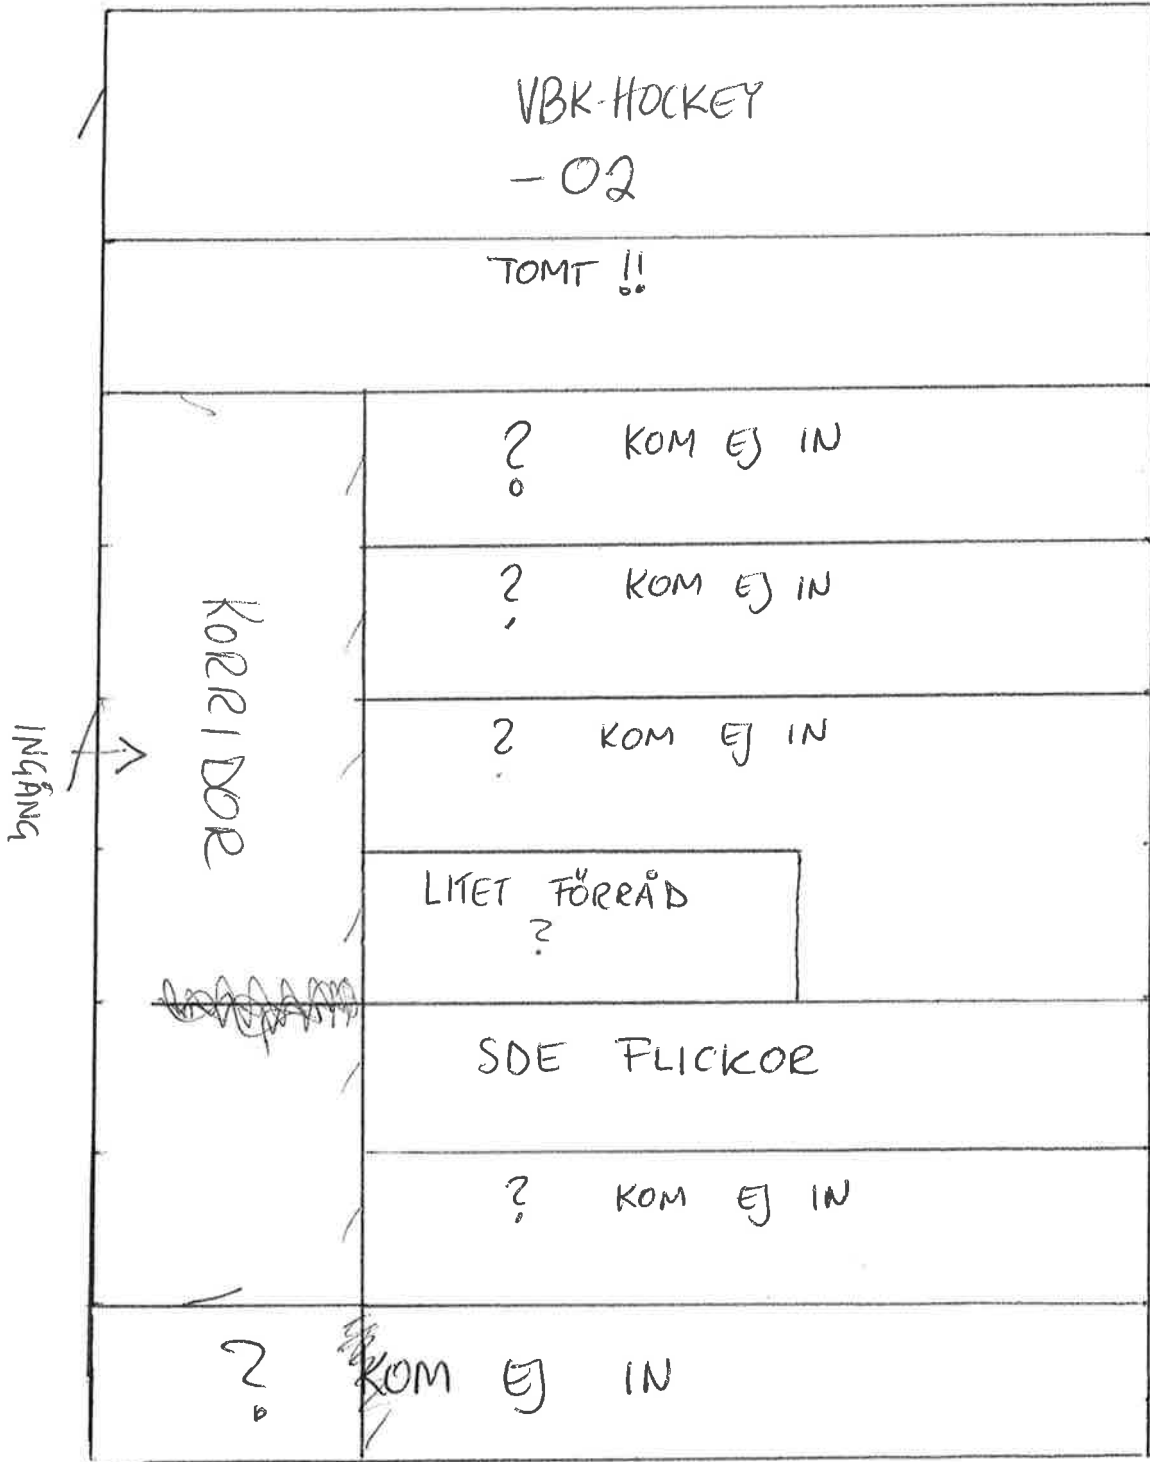 VBK-HOCKEY
- 02
TOMT !!
? KOM EJ IN
? KOM EJ IN
KORRIDOR
INGÅNG
? KOM EJ IN
LITET FÖRRÅD
?
SDE FLICKOR
? KOM EJ IN
? KOM EJ IN